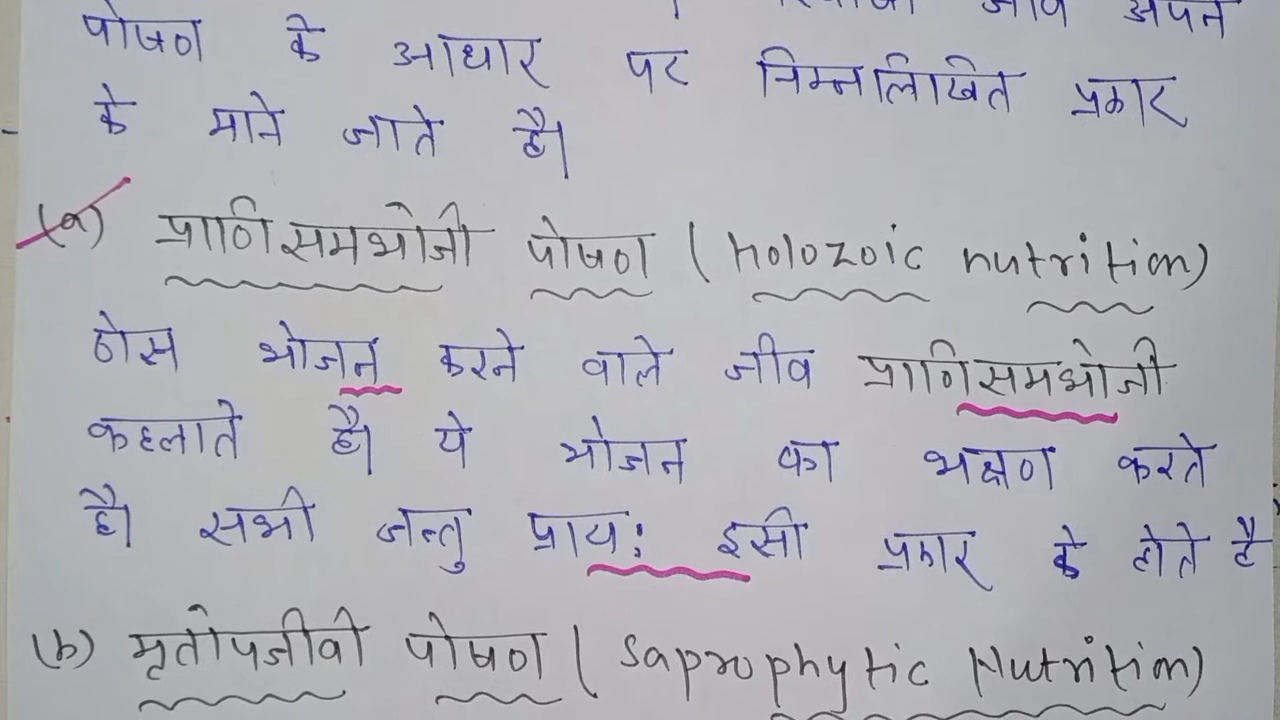 जीव अपने
पोषण के आधार पर निम्नलिखित प्रकार
के माने जाते है।
(a) प्राणिसमभोजी पोषण (holozoic nutrition)
ठोस भोजन करने वाले जीव प्राणिसमभोजी
कहलाते है। ये भोजन का भक्षण करते
है। सभी जन्तु प्राय: इसी प्रकार के होते है
(b) मृतोपजीवी पोषण (Saprophytic Nutrition)